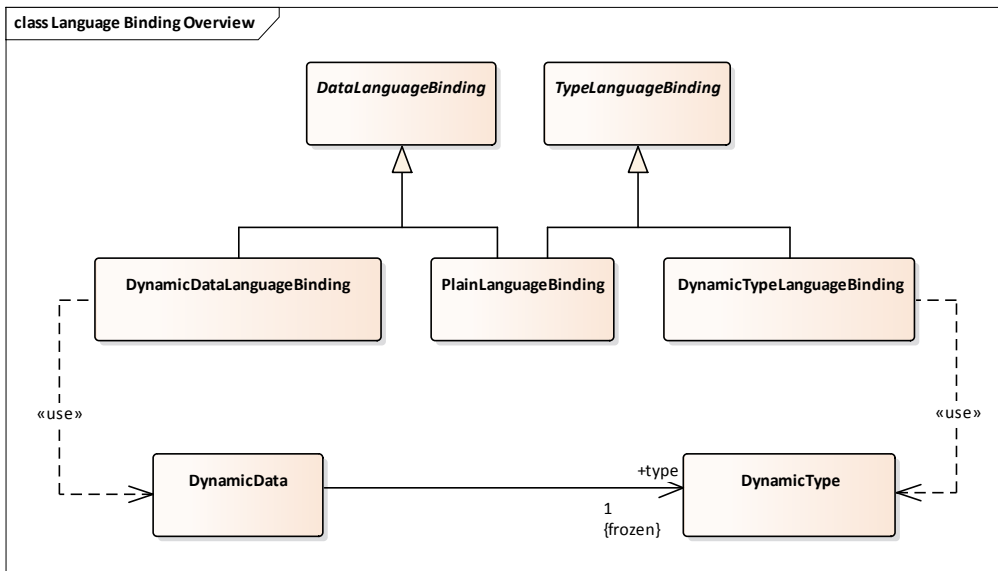 class Language Binding Overview
DataLanguageBinding
TypeLanguageBinding
DynamicDataLanguageBinding
PlainLanguageBinding
DynamicTypeLanguageBinding
«use»
«use»
DynamicData
+type
1
{frozen}
DynamicType